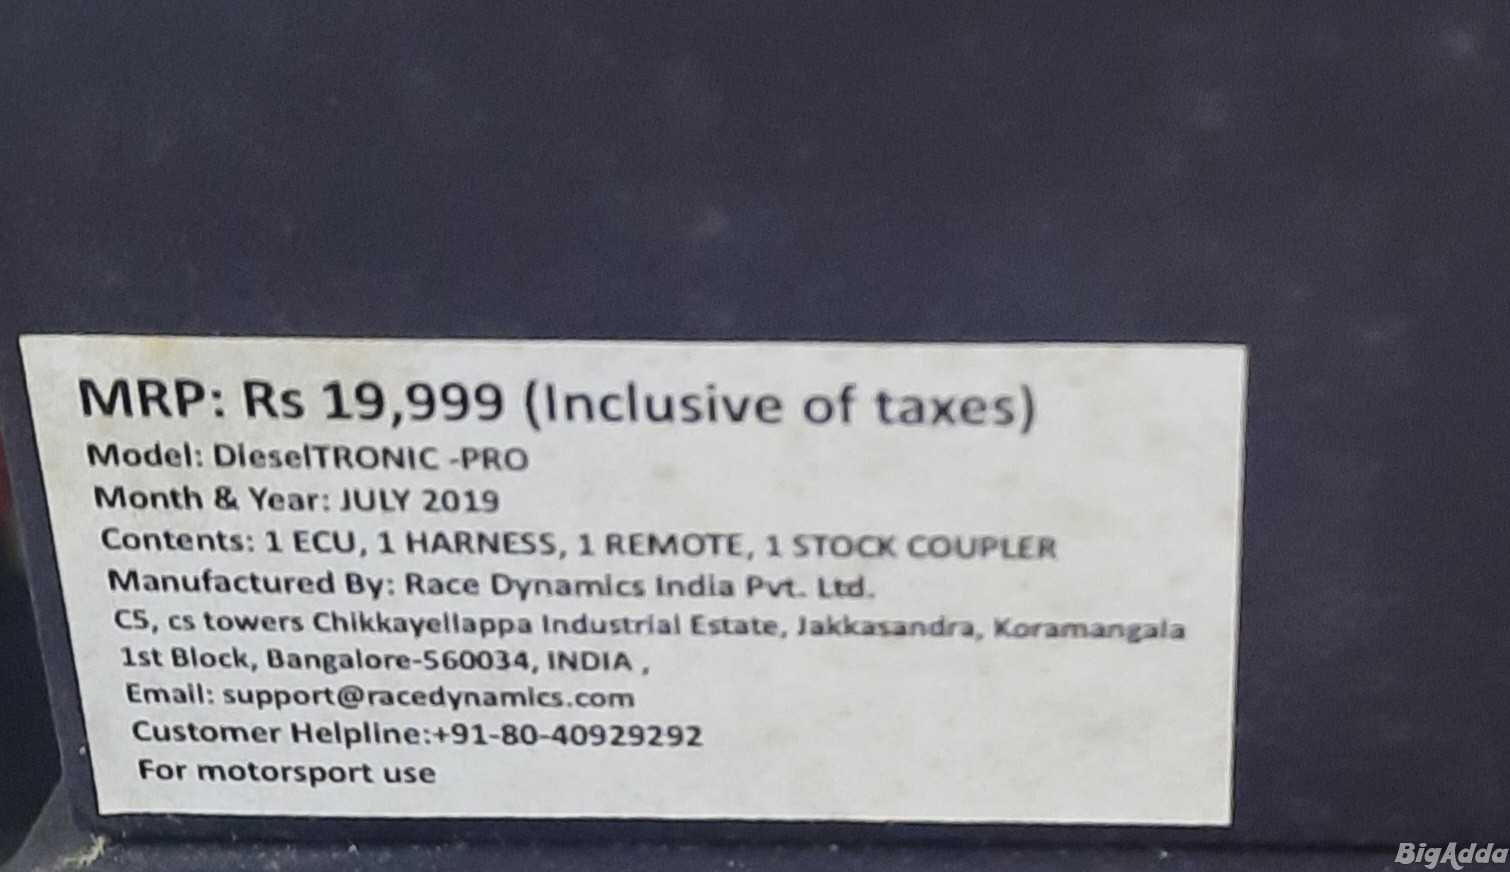 MRP: Rs 19,999 (Inclusive of taxes)
Model: DieselTRONIC -PRO
Month & Year: JULY 2019
Contents: 1 ECU, 1 HARNESS, 1 REMOTE, 1 STOCK COUPLER
Manufactured By: Race Dynamics India Pvt. Ltd.
C5, cs towers Chikkayellappa Industrial Estate, Jakkasandra, Koramangala
1st Block, Bangalore-560034, INDIA ,
Email: support@racedynamics.com
Customer Helpline:+91-80-40929292
For motorsport use
BigAdda